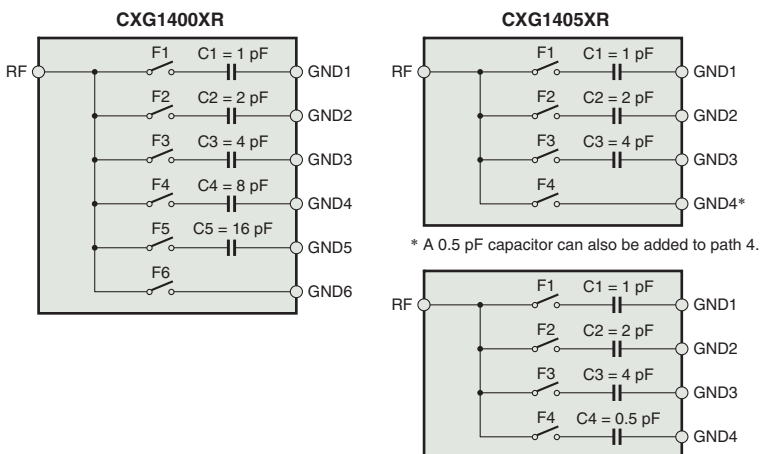 CXG1400XR
RF
F1 C1 = 1 pF GND1
F2 C2 = 2 pF GND2
F3 C3 = 4 pF GND3
F4 C4 = 8 pF GND4
F5 C5 = 16 pF GND5
F6 GND6
CXG1405XR
RF
F1 C1 = 1 pF GND1
F2 C2 = 2 pF GND2
F3 C3 = 4 pF GND3
F4 GND4*
* A 0.5 pF capacitor can also be added to path 4.
RF
F1 C1 = 1 pF GND1
F2 C2 = 2 pF GND2
F3 C3 = 4 pF GND3
F4 C4 = 0.5 pF GND4